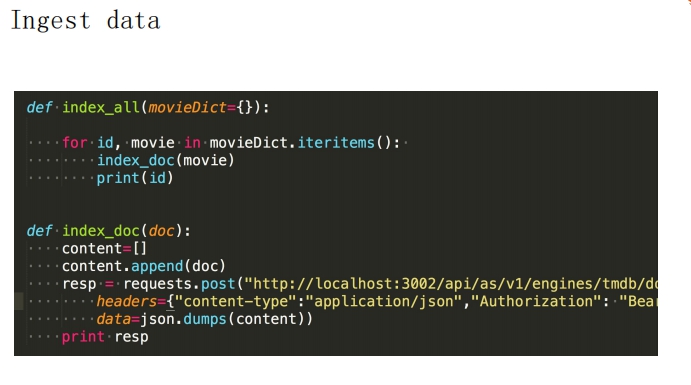 Ingest data
def index_all(movieDict={}):
    for id, movie in movieDict.iteritems():
        index_doc(movie)
        print(id)
def index_doc(doc):
    content=[]
    content.append(doc)
    resp = requests.post("http://localhost:3002/api/as/v1/engines/tmdb/do
        headers={"content-type":"application/json","Authorization": "Bea
        data=json.dumps(content))
    print resp